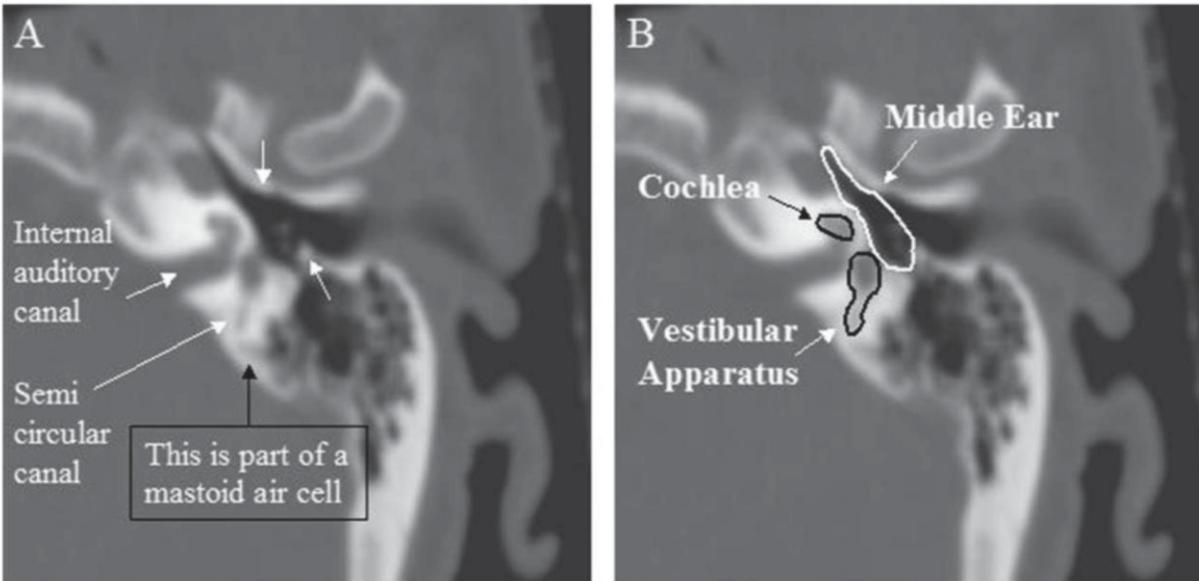 A
Internal
auditory
canal
Semi
circular
canal
This is part of a
mastoid air cell
B
Middle Ear
Cochlea
Vestibular
Apparatus